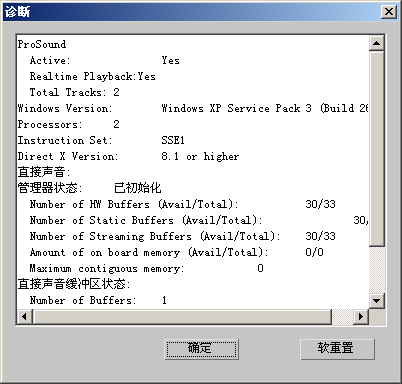 诊断
ProSound
Active: Yes
Realtime Playback:Yes
Total Tracks: 2
Windows Version: Windows XP Service Pack 3 (Build 26
Processors: 2
Instruction Set: SSE1
Direct X Version: 8.1 or higher
直接声音:
管理器状态: 已初始化
Number of HW Buffers (Avail/Total): 30/33
Number of Static Buffers (Avail/Total): 30/
Number of Streaming Buffers (Avail/Total): 30/33
Amount of on board memory (Avail/Total): 0/0
Maximum contiguous memory: 0
直接声音缓冲区状态:
Number of Buffers: 1
确定 软重置